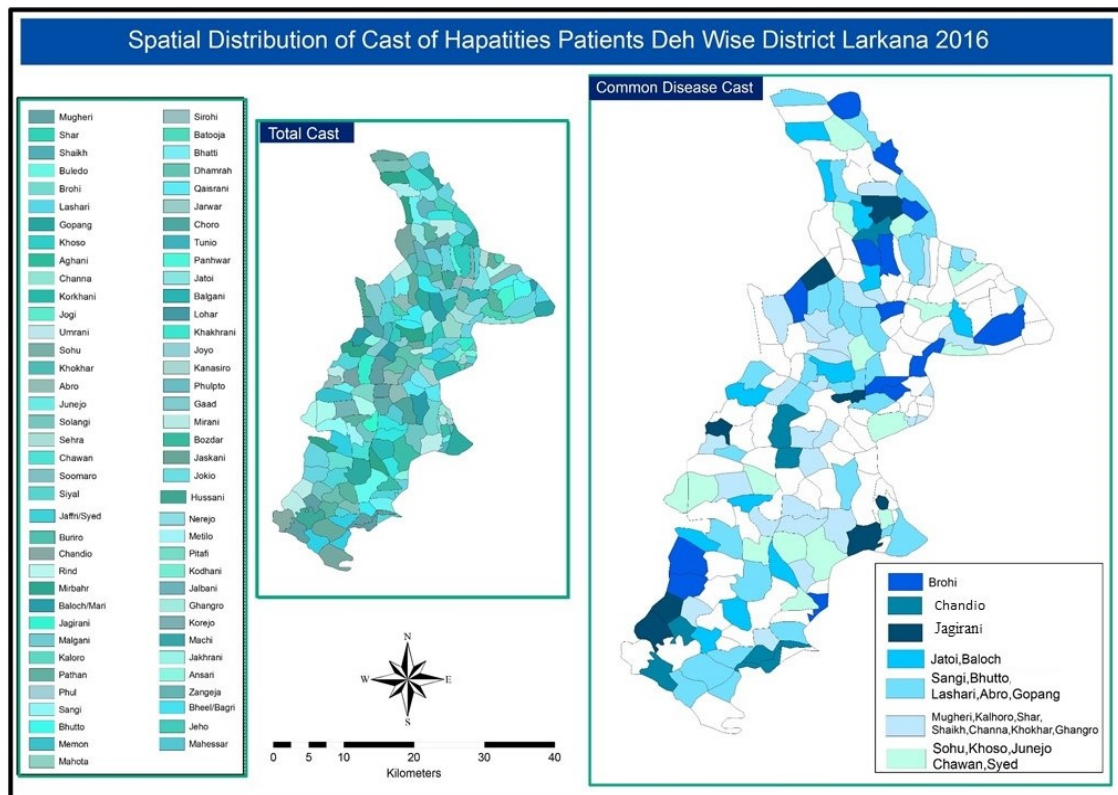 Spatial Distribution of Cast of Hapatities Patients Deh Wise District Larkana 2016
Mugheri
Shar
Shaikh
Buledo
Brohi
Lashari
Gopang
Khoso
Aghani
Channa
Korkhani
Jogi
Umrani
Sohu
Khokhar
Abro
Junejo
Solangi
Sehra
Chawan
Soomaro
Siyal
Jaffri/Syed
Buriro
Chandio
Rind
Mirbahr
Baloch/Mari
Jagirani
Malgani
Kaloro
Pathan
Phul
Sangi
Bhutto
Memon
Mahota
Sirohi
Batooja
Bhatti
Dhamrah
Qaisrani
Jarwar
Choro
Tunio
Panhwar
Jatoi
Balgani
Lohar
Khakhrani
Joyo
Kanasiro
Phulpto
Gaad
Mirani
Bozdar
Jaskani
Jokio
Hussani
Nerejo
Metilo
Pitafi
Kodhani
Jalbani
Ghangro
Korejo
Machi
Jakhrani
Ansari
Zangeja
Bheel/Bagri
Jeho
Mahessar
Total Cast
N
W E
S
0 5 10 20 30 40
Kilometers
Common Disease Cast
Brohi
Chandio
Jagirani
Jatoi,Baloch
Sangi,Bhutto,
Lashari,Abro,Gopang
Mugheri,Kalhoro,Shar,
Shaikh,Channa,Khokhar,Ghangro
Sohu,Khoso,Junejo
Chawan,Syed